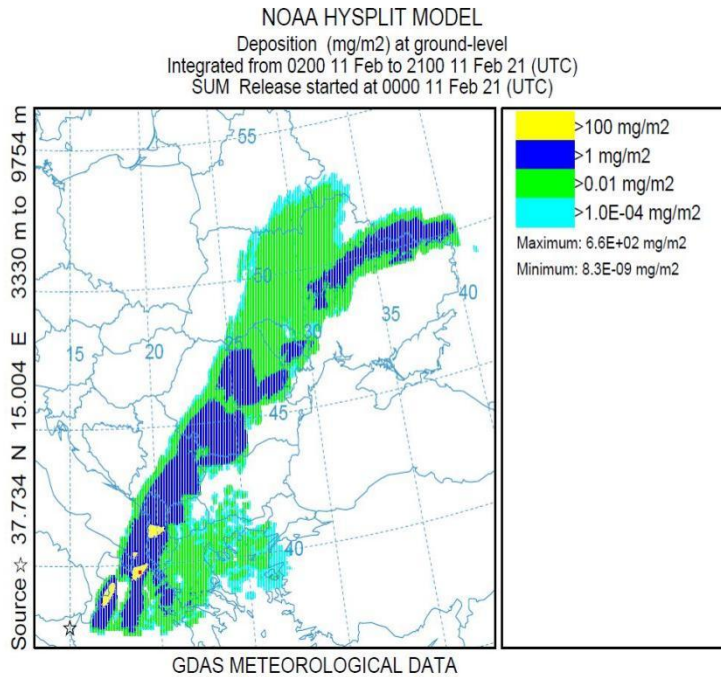 NOAA HYSPLIT MODEL
Deposition (mg/m2) at ground-level
Integrated from 0200 11 Feb to 2100 11 Feb 21 (UTC)
SUM Release started at 0000 11 Feb 21 (UTC)
Source ☆ 37.734 N 15.004 E 3330 m to 9754 m
55
50
40
35
30
25
15
20
45
40
>100 mg/m2
>1 mg/m2
>0.01 mg/m2
>1.0E-04 mg/m2
Maximum: 6.6E+02 mg/m2
Minimum: 8.3E-09 mg/m2
GDAS METEOROLOGICAL DATA